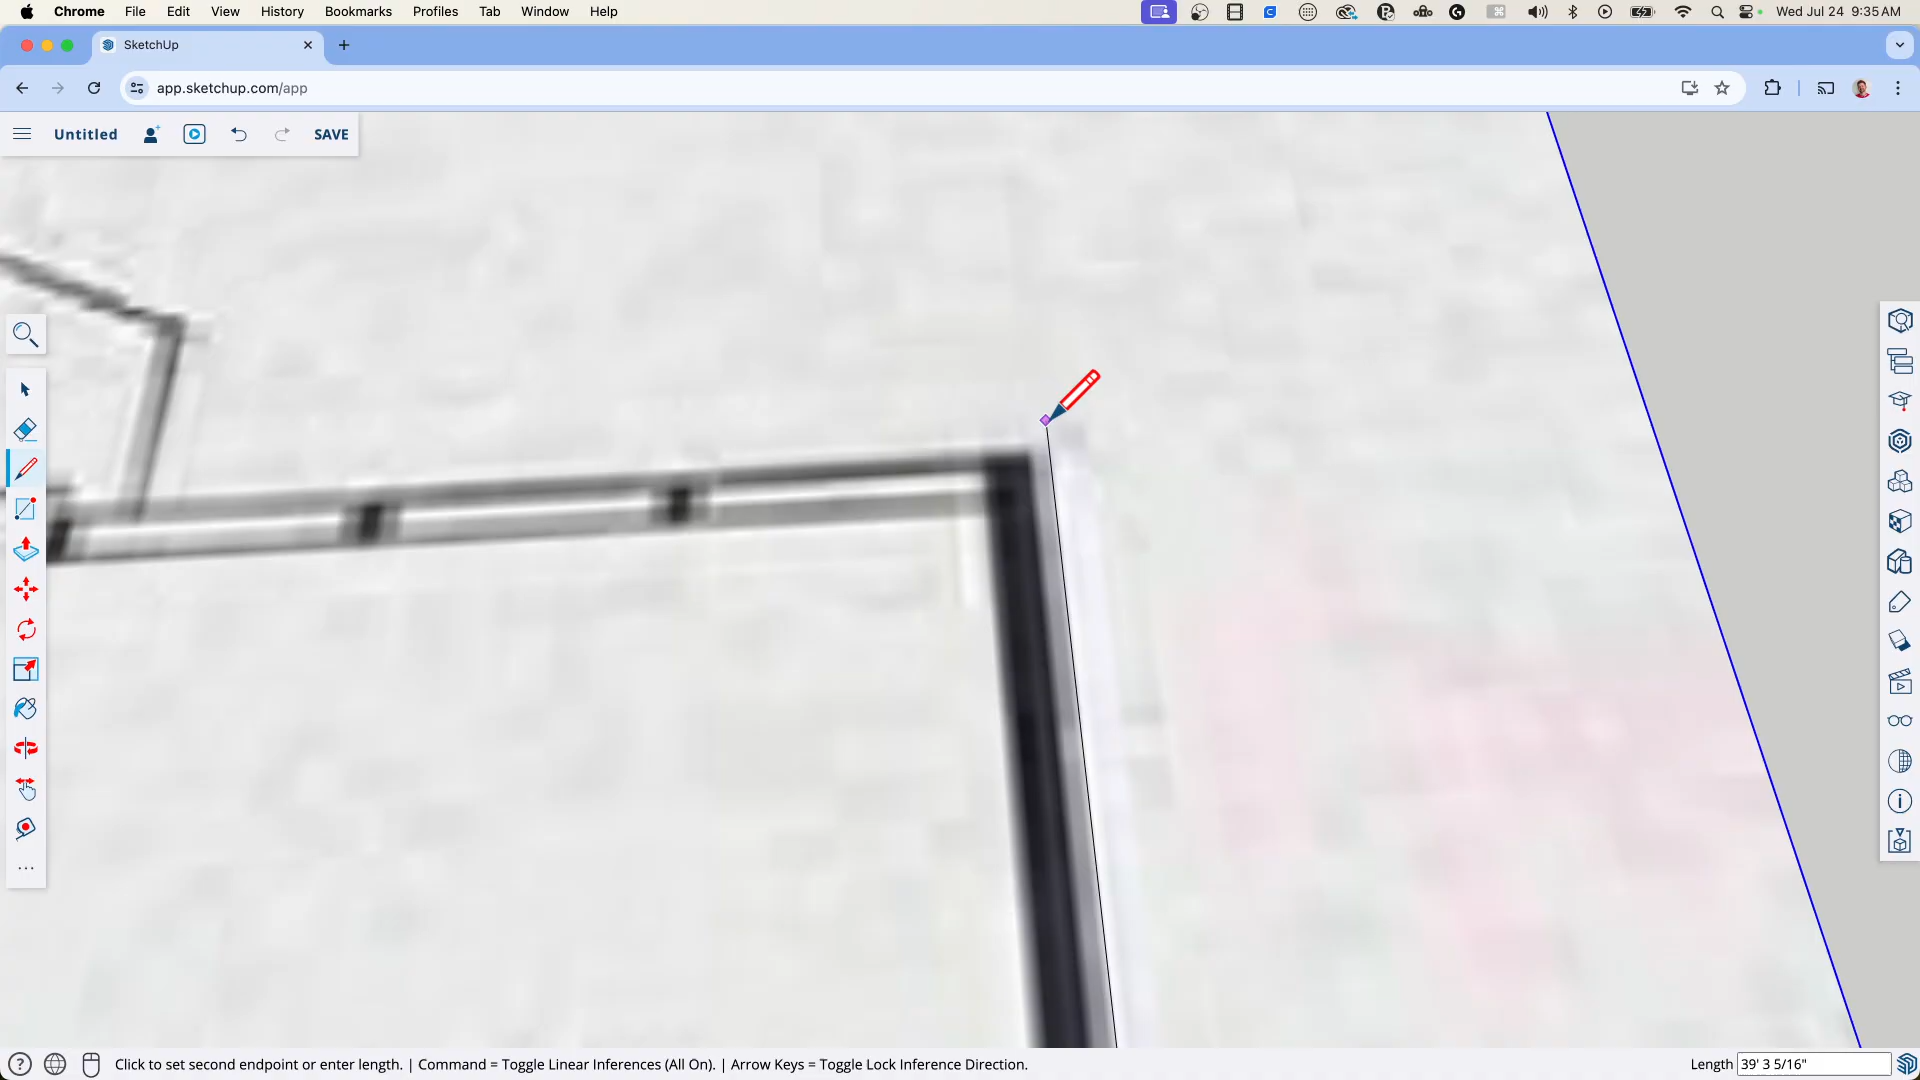 Chrome File Edit View History Bookmarks Profiles Tab Window Help Wed Jul 24 9:35 AM
SketchUp
app.sketchup.com/app
Untitled SAVE
Click to set second endpoint or enter length. | Command = Toggle Linear Inferences (All On). | Arrow Keys = Toggle Lock Inference Direction. Length 39' 3 5/16"